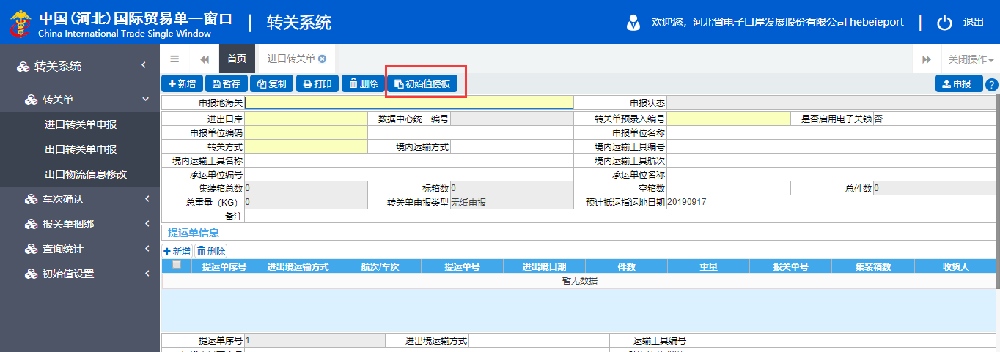 中国(河北)国际贸易单一窗口
China International Trade Single Window
转关系统
欢迎您，河北省电子口岸发展股份有限公司 hebeieport
退出
转关系统
转关单
进口转关单申报
出口转关单申报
出口物流信息修改
车次确认
报关单捆绑
查询统计
初始值设置
首页 进口转关单 关闭操作
新增 暂存 复制 打印 删除 初始值模板 申报 ?
申报地海关 申报状态
进出口岸 数据中心统一编号 转关单预录入编号 是否启用电子关锁 否
申报单位编码 申报单位名称
转关方式 境内运输方式 境内运输工具编号
境内运输工具名称 境内运输工具航次
承运单位编号 承运单位名称
集装箱总数 0 标箱数 0 空箱数 总件数 0
总重量（KG） 0 转关单申报类型 无纸申报 预计抵运指运地日期 20190917
备注
提运单信息
新增 删除
提运单序号 进出境运输方式 航次/车次 提运单号 进出境日期 件数 重量 报关单号 集装箱数 收货人
暂无数据
提运单序号 1 进出境运输方式 运输工具编号